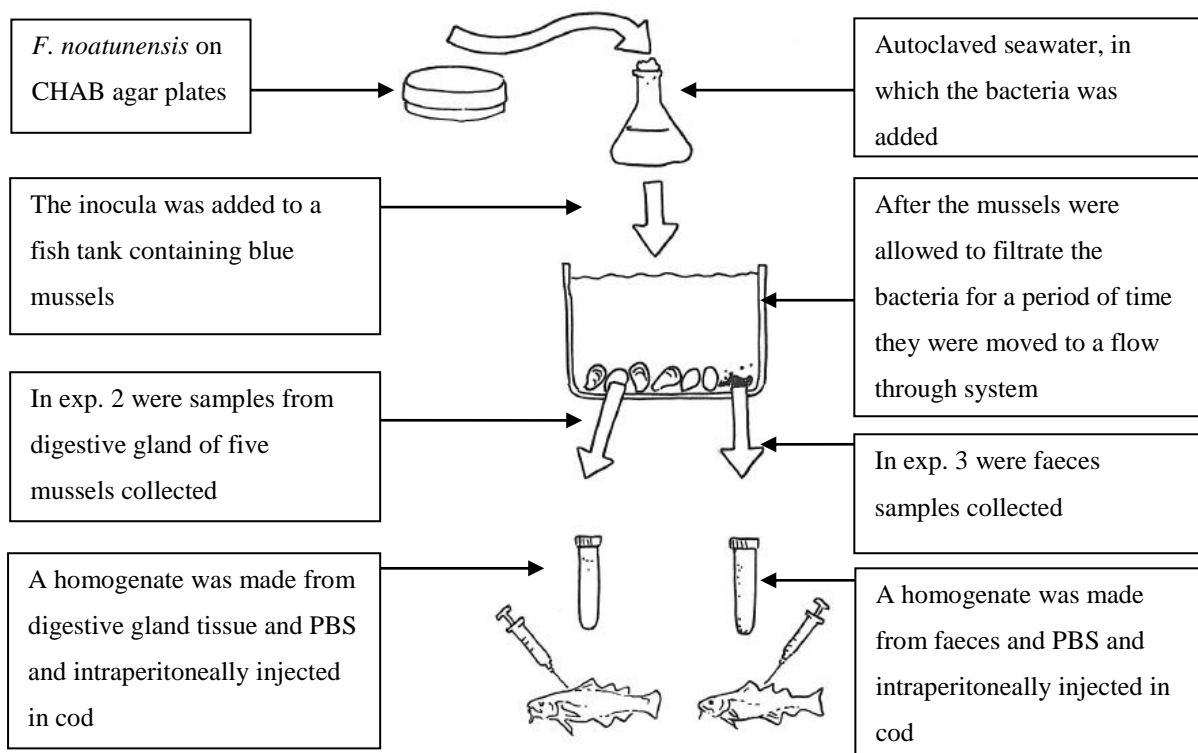 F. noatunensis on
CHAB agar plates
Autoclaved seawater, in
which the bacteria was
added
The inocula was added to a
fish tank containing blue
mussels
After the mussels were
allowed to filtrate the
bacteria for a period of time
they were moved to a flow
through system
In exp. 2 were samples from
digestive gland of five
mussels collected
In exp. 3 were faeces
samples collected
A homogenate was made from
digestive gland tissue and PBS
and intraperitoneally injected
in cod
A homogenate was made
from faeces and PBS and
intraperitoneally injected in
cod